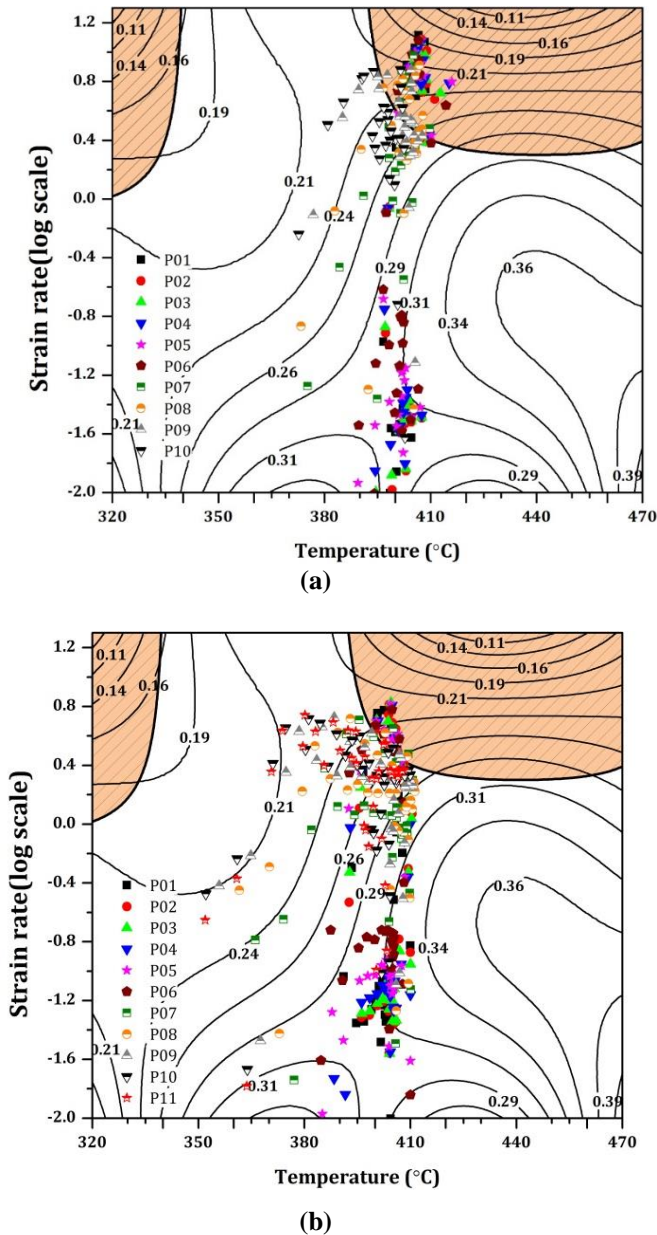 1.2
0.8
0.4
0.0
-0.4
-0.8
-1.2
-1.6
-2.0
Strain rate(log scale)
0.11
0.14
0.16
0.19
0.21
0.24
0.29
0.31
0.34
0.36
0.26
0.21
0.31
0.29
0.39
0.11
0.14
0.16
0.19
0.21
P01
P02
P03
P04
P05
P06
P07
P08
P09
P10
320 350 380 410 440 470
Temperature (°C)
(a)
1.2
0.8
0.4
0.0
-0.4
-0.8
-1.2
-1.6
-2.0
Strain rate(log scale)
0.11
0.14
0.16
0.19
0.21
0.26
0.29
0.24
0.31
0.36
0.34
0.21
0.31
0.29
0.39
0.11
0.14
0.16
0.19
0.21
P01
P02
P03
P04
P05
P06
P07
P08
P09
P10
P11
320 350 380 410 440 470
Temperature (°C)
(b)